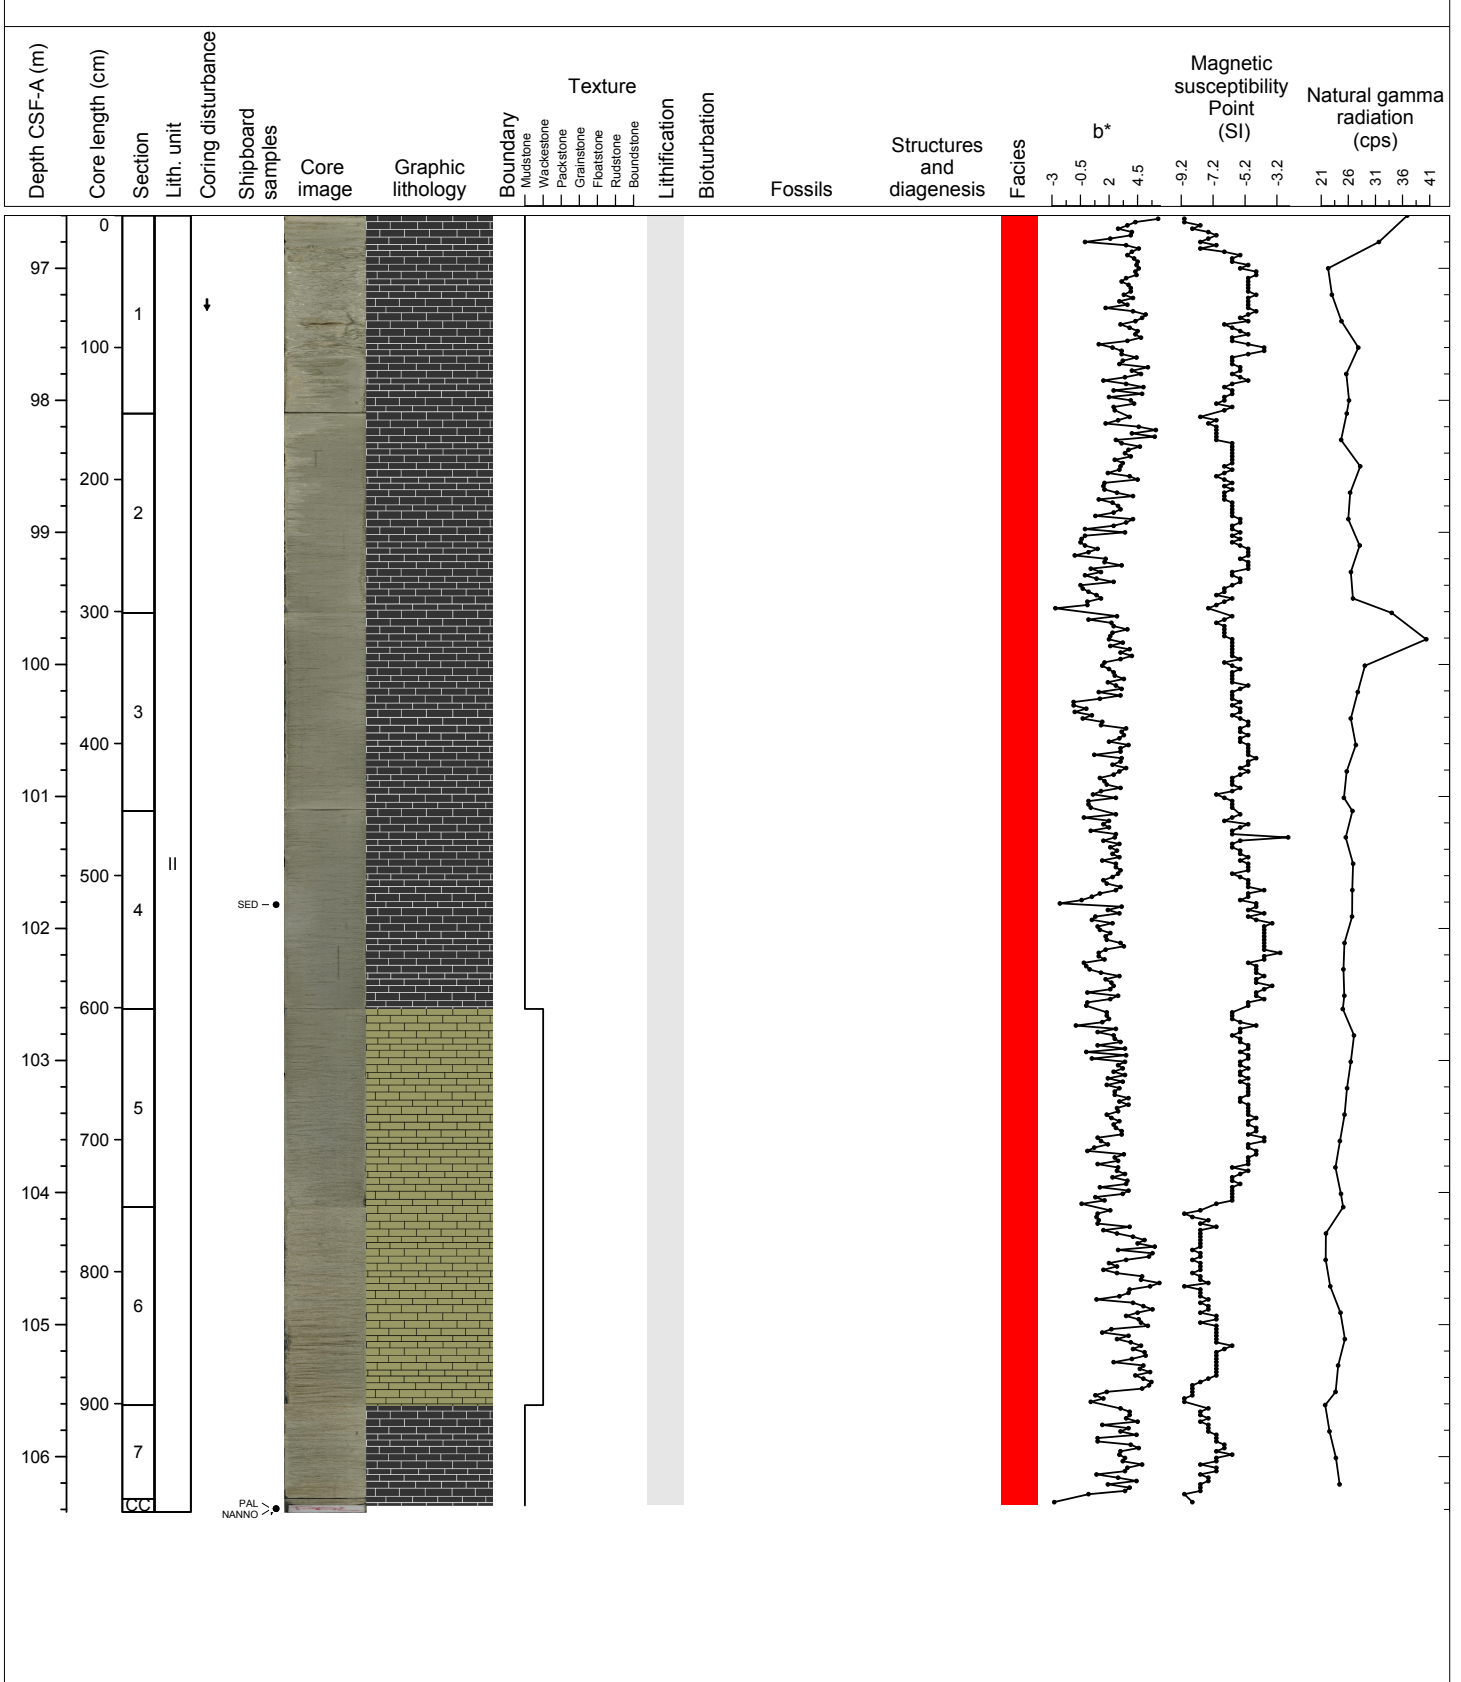 Depth CSF-A (m)
Core length (cm)
Section
Lith. unit
Coring disturbance
Shipboard
samples
Core
image
Graphic
lithology
Boundary
Texture
Mudstone
Wackestone
Packstone
Grainstone
Floatstone
Rudstone
Boundstone
Lithification
Bioturbation
Fossils
Structures
and
diagenesis
Facies
b*
-3
-0.5
2
4.5
Magnetic
susceptibility
Point
(SI)
-9.2
-7.2
-5.2
-3.2
Natural gamma
radiation
(cps)
21
26
31
36
41
97
98
99
100
101
102
103
104
105
106
0
100
200
300
400
500
600
700
800
900
1
2
3
4
5
6
7
CC
II
SED
PAL
NANNO